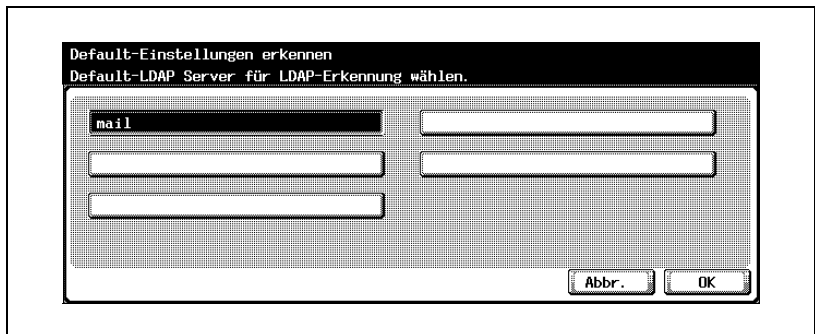 Default-Einstellungen erkennen
Default-LDAP Server für LDAP-Erkennung wählen.
mail
Abbr.
OK